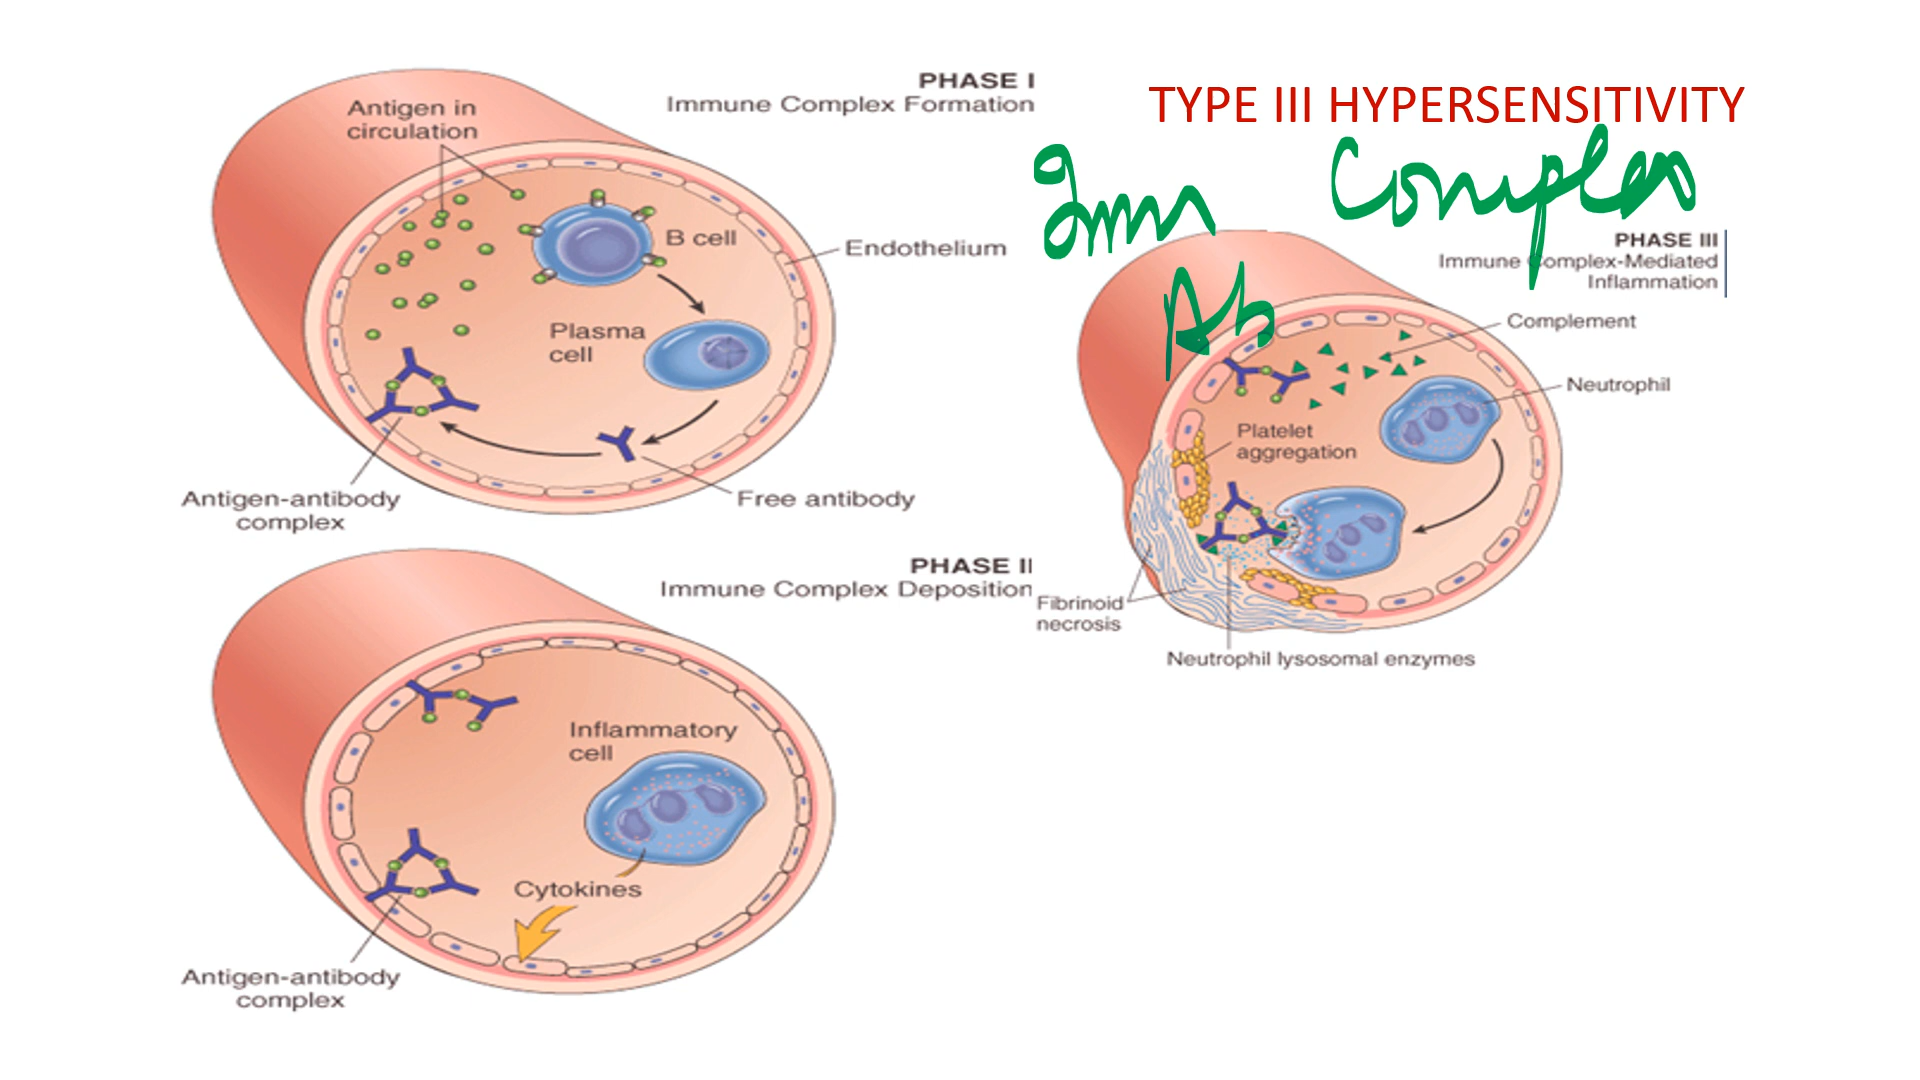 PHASE I
Immune Complex Formation
Antigen in
circulation
B cell
Endothelium
Plasma
cell
Antigen-antibody
complex
Free antibody
PHASE II
Immune Complex Deposition
Inflammatory
cell
Cytokines
Antigen-antibody
complex
TYPE III HYPERSENSITIVITY
Imm Complex
Ab
PHASE III
Immune Complex-Mediated
Inflammation
Complement
Neutrophil
Platelet
aggregation
Fibrinoid
necrosis
Neutrophil lysosomal enzymes